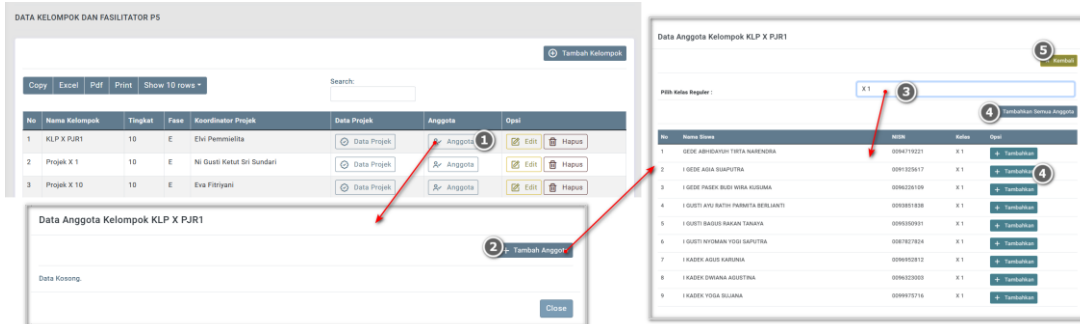 DATA KELOMPOK DAN FASILITATOR P5
Tambah Kelompok
Copy Excel Pdf Print Show 10 rows
Search:
No Nama Kelompok Tingkat Fase Koordinator Projek Data Projek Anggota Opsi
1 KLP X PJR1 10 E Elvi Pemmielita Data Projek Anggota 1 Edit Hapus
2 Projek X 1 10 E Ni Gusti Ketut Sri Sundari Data Projek Anggota Edit Hapus
3 Projek X 10 10 E Eva Fitriyani Data Projek Anggota Edit Hapus
Data Anggota Kelompok KLP X PJR1
2 + Tambah Anggota
Data Kosong.
Close
Data Anggota Kelompok KLP X PJR1
5
Kembali
Pilih Kelas Reguler :
X 1
3
4 Tambahkan Semua Anggota
No Nama Siswa NISN Kelas Opsi
1 GEDE ABHIDAYUH TIRTA NARENDRA 0094719221 X 1 + Tambahkan
2 I GEDE AGIA SUAPUTRA 0091325617 X 1 + Tambahkan 4
3 I GEDE PASEK BUDI WIRA KUSUMA 0096226109 X 1 + Tambahkan
4 I GUSTI AYU RATIH PARMITA BERLIANTI 0093851838 X 1 + Tambahkan
5 I GUSTI BAGUS RAKAN TANAYA 0095350931 X 1 + Tambahkan
6 I GUSTI NYOMAN YOGI SAPUTRA 0087827824 X 1 + Tambahkan
7 I KADEK AGUS KARUNIA 0096952812 X 1 + Tambahkan
8 I KADEK DWIANA AGUSTINA 0096323003 X 1 + Tambahkan
9 I KADEK YOGA SUJANA 0099975716 X 1 + Tambahkan